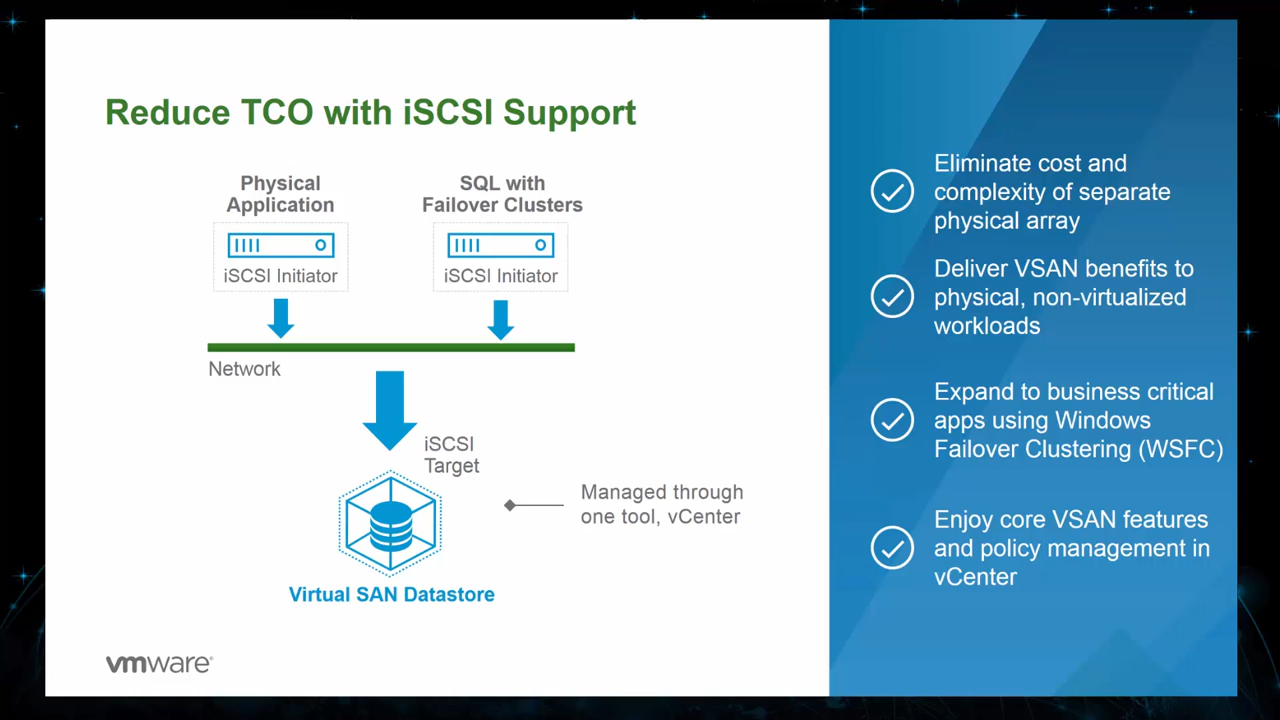 Reduce TCO with iSCSI Support
Physical
Application
iSCSI Initiator
SQL with
Failover Clusters
iSCSI Initiator
Network
iSCSI
Target
Managed through
one tool, vCenter
Virtual SAN Datastore
vmware®
Eliminate cost and
complexity of separate
physical array
Deliver VSAN benefits to
physical, non-virtualized
workloads
Expand to business critical
apps using Windows
Failover Clustering (WSFC)
Enjoy core VSAN features
and policy management in
vCenter